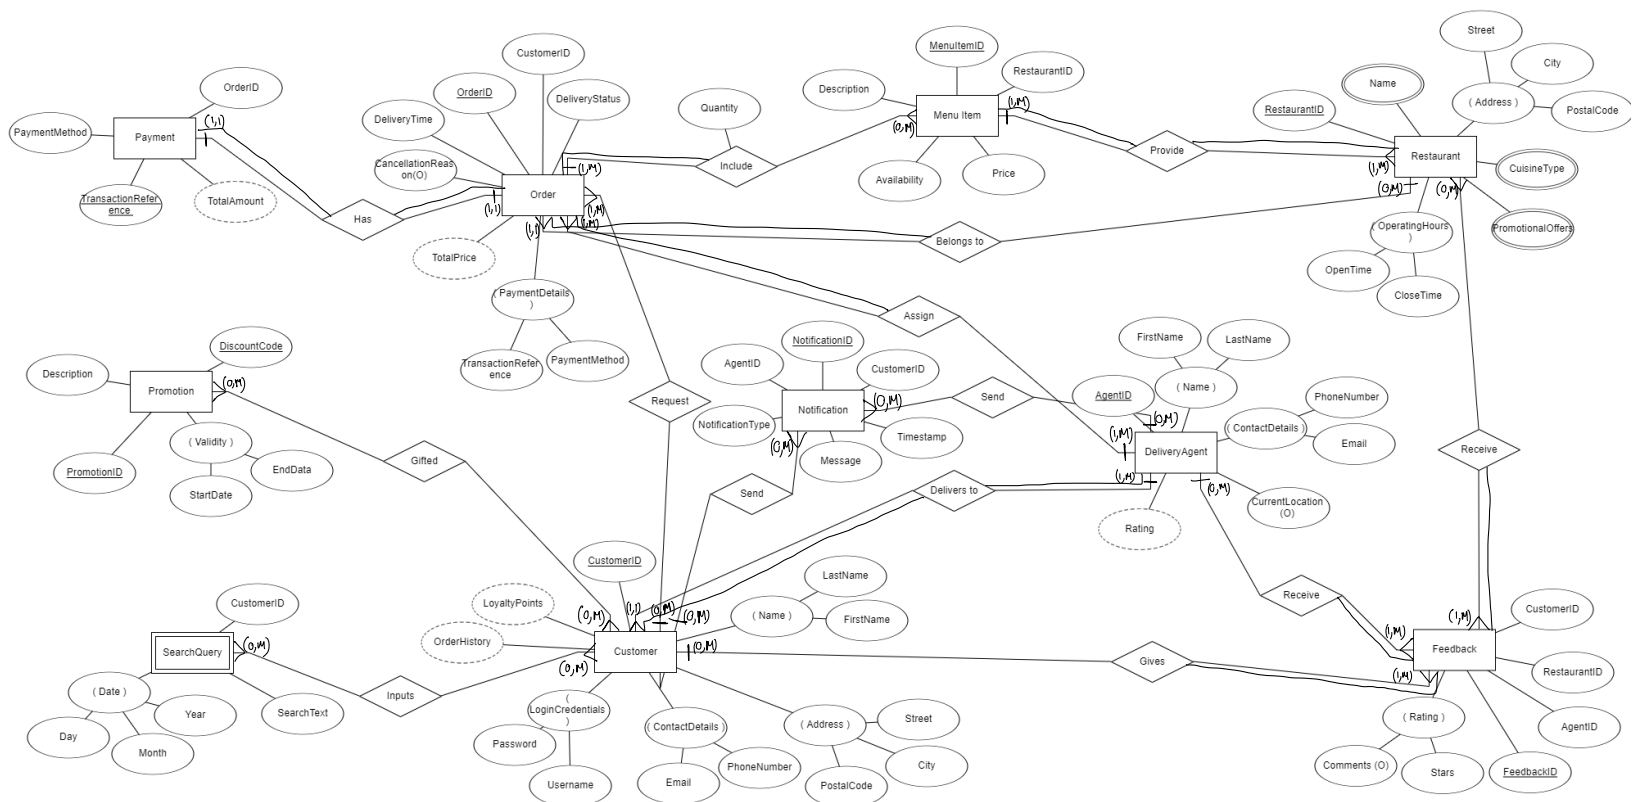 Street
CustomerID
MenuItemID
City
RestaurantID
Name
OrderID
Description
( Address )
OrderID
DeliveryStatus
Quantity
RestaurantID
PostalCode
DeliveryTime
(1,1)
(1,M)
PaymentMethod
Payment
Menu Item
(0,M)
Provide
Restaurant
CancellationReas
on(O)
Include
(1,M)
(1,M)
CuisineType
Order
Availability
Price
(0,M)
(0,M)
TransactionRefe
rence
TotalAmount
Has
(1,1)
(1,M)
(1,1)
(1,M)
Belongs to
( OperatingHours
)
PromotionalOffers
TotalPrice
OpenTime
CloseTime
( PaymentDetails
)
Assign
FirstName
LastName
DiscountCode
NotificationID
TransactionRefe
rence
PaymentMethod
AgentID
CustomerID
Description
Promotion
(0,M)
Request
Notification
(0,M)
Send
AgentID
( Name )
PhoneNumber
(0,M)
NotificationType
(0,M)
Timestamp
(1,M)
( ContactDetails )
Email
( Validity )
Message
DeliveryAgent
Receive
PromotionID
EndData
StartDate
Gifted
Send
Delivers to
(1,M)
(0,M)
CurrentLocation
(O)
Rating
CustomerID
LastName
CustomerID
LoyaltyPoints
(0,M)
(1,1)
(0,M)
(0,M)
( Name )
FirstName
Receive
(1,M)
CustomerID
OrderHistory
(1,M)
SearchQuery
(0,M)
Customer
(0,M)
(0,M)
Gives
Feedback
(1,M)
RestaurantID
( Date )
Inputs
Year
SearchText
(
LoginCredentials
)
( ContactDetails )
( Address )
Street
( Rating )
AgentID
Day
Month
Password
Username
Email
PhoneNumber
PostalCode
City
Comments (O)
Stars
FeedbackID